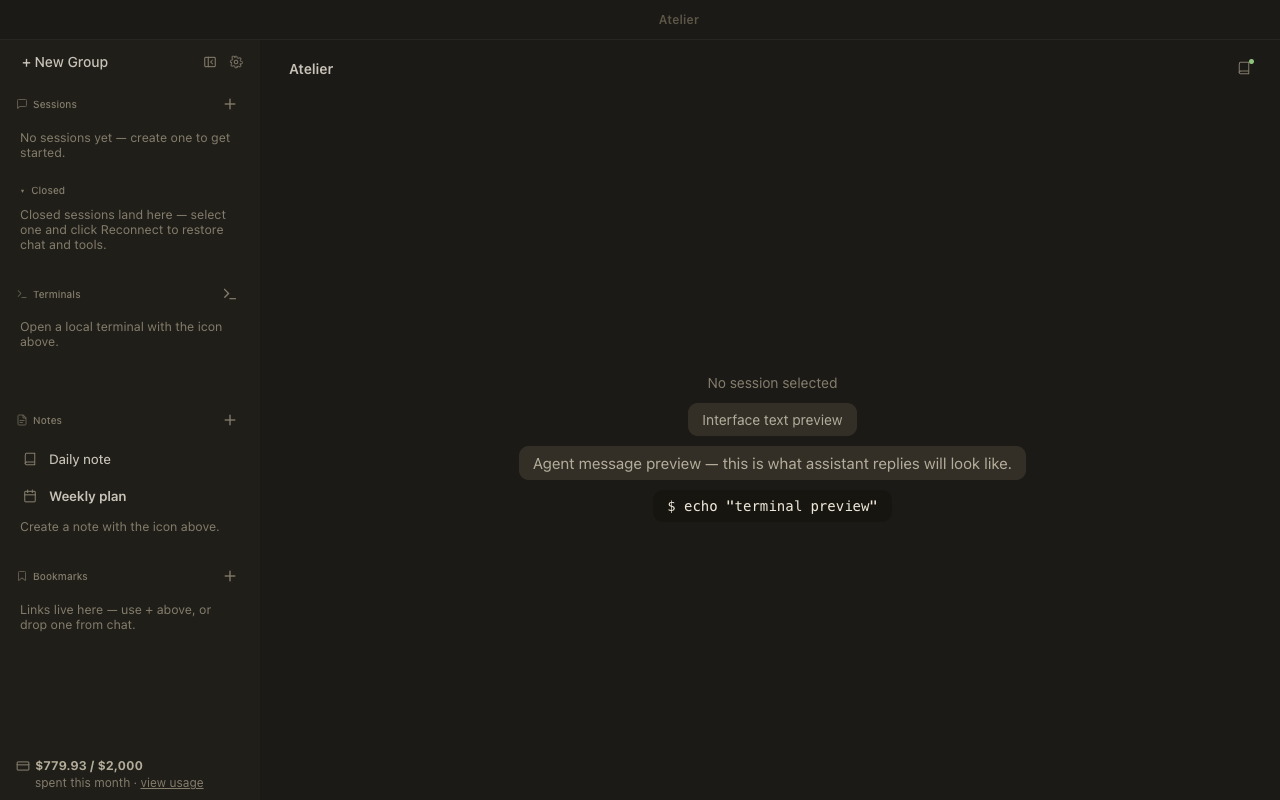 Atelier
+ New Group
Sessions
No sessions yet — create one to get
started.
Closed
Closed sessions land here — select
one and click Reconnect to restore
chat and tools.
Terminals
Open a local terminal with the icon
above.
Notes
Daily note
Weekly plan
Create a note with the icon above.
Bookmarks
Links live here — use + above, or
drop one from chat.
$779.93 / $2,000
spent this month · view usage
Atelier
No session selected
Interface text preview
Agent message preview — this is what assistant replies will look like.
$ echo "terminal preview"